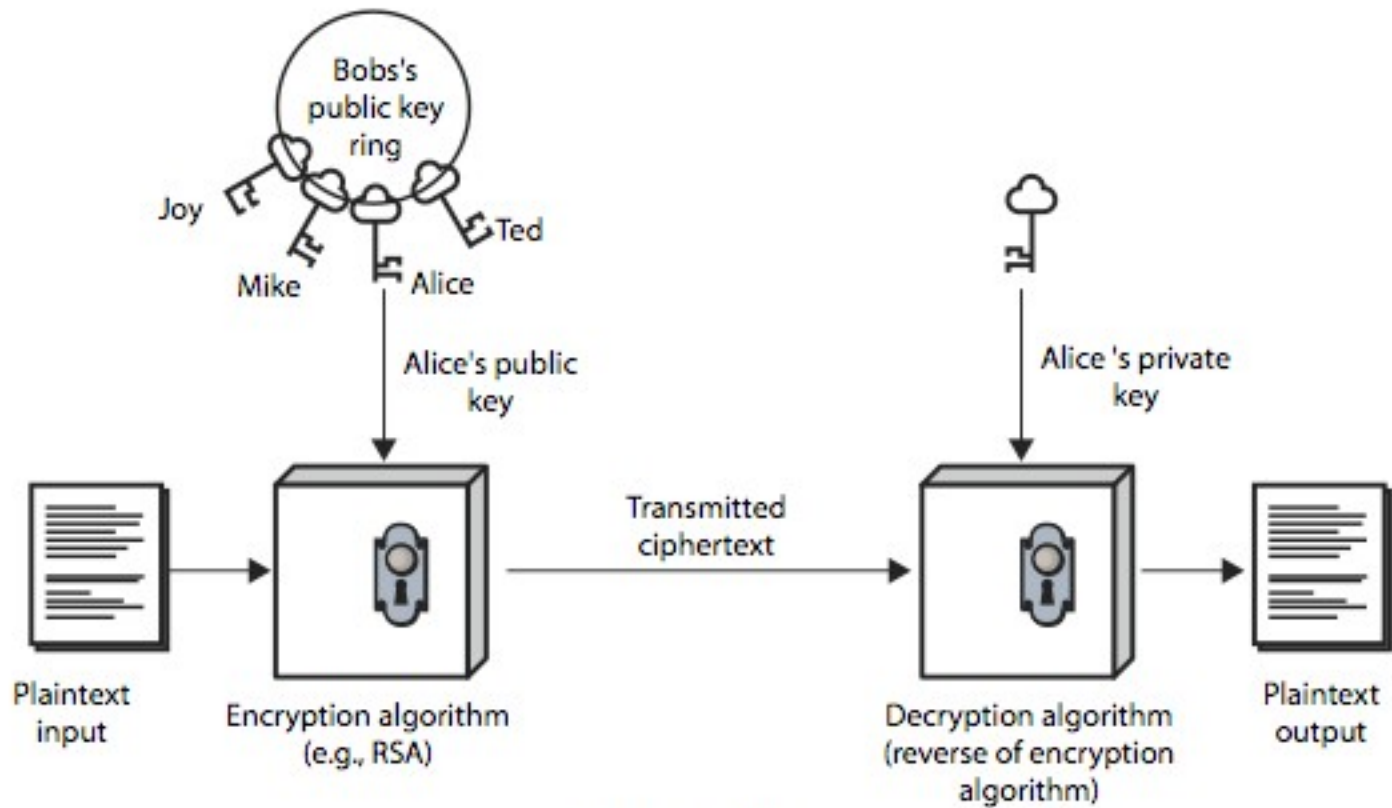 Bobs's
public key
ring
Joy
Mike
Alice
Ted
Alice's public
key
Alice 's private
key
Transmitted
ciphertext
Plaintext
input
Encryption algorithm
(e.g., RSA)
Decryption algorithm
(reverse of encryption
algorithm)
Plaintext
output